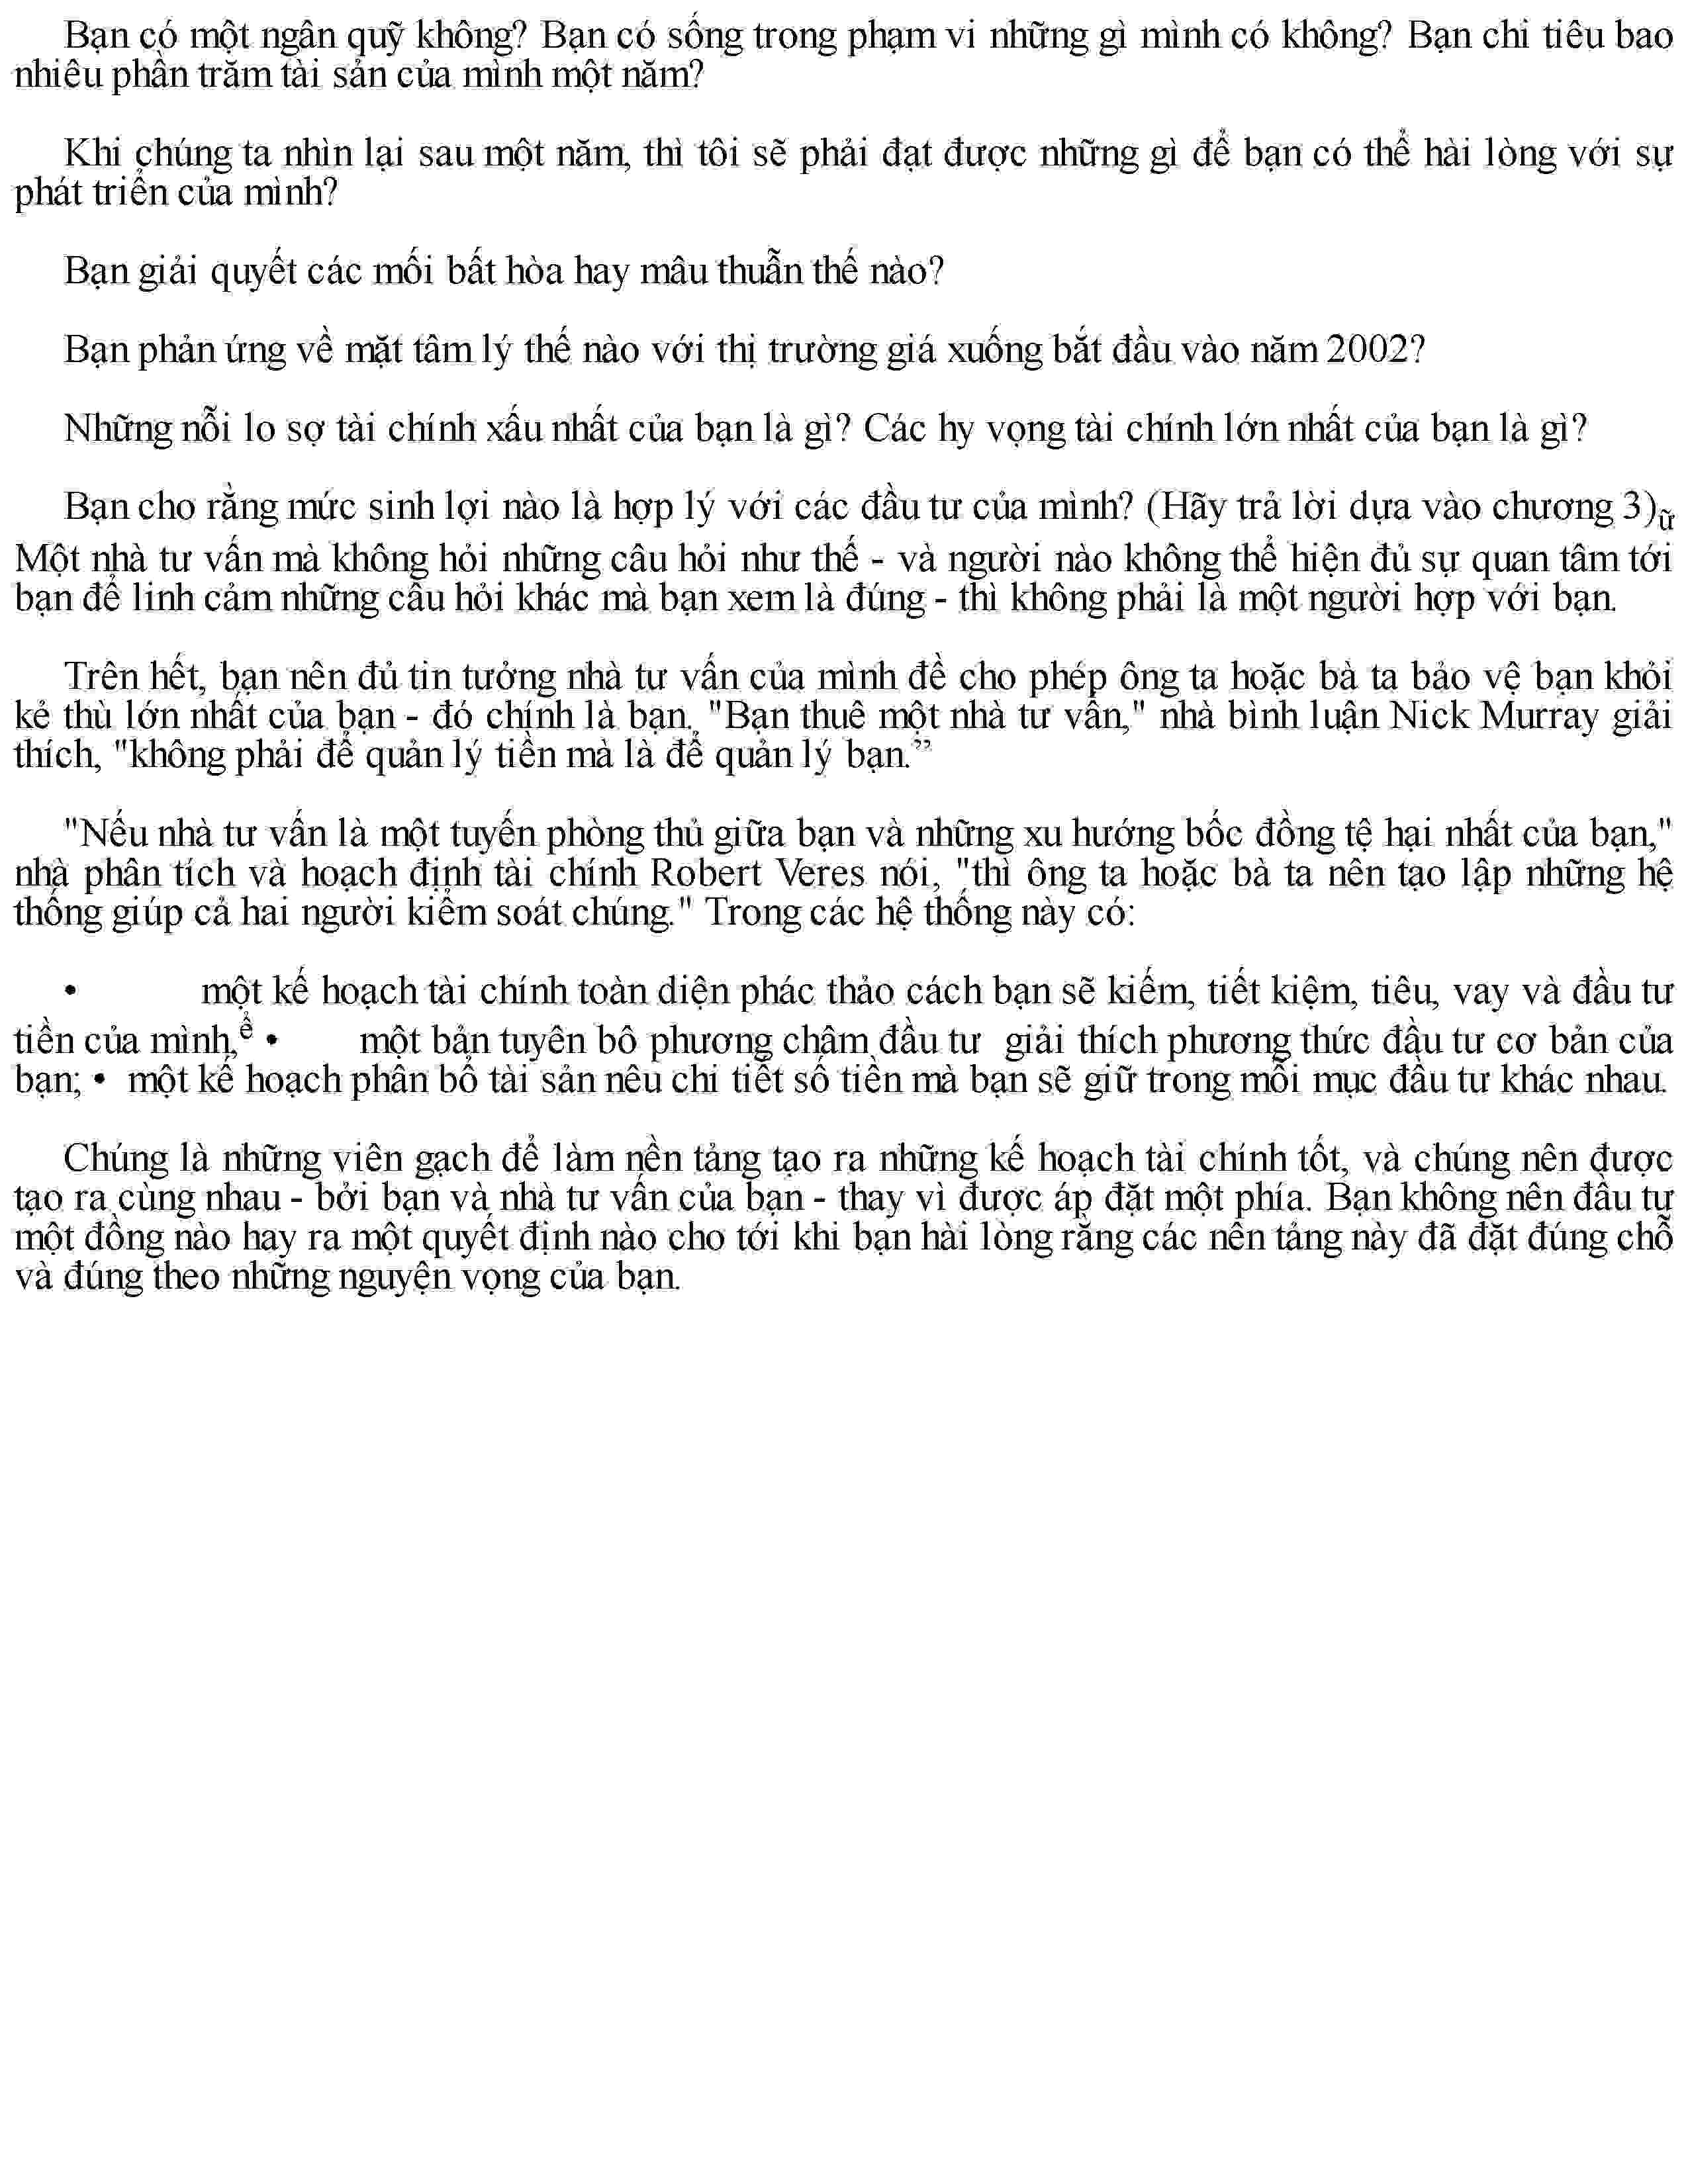 Bạn có một ngân quỹ không? Bạn có sống trong phạm vi những gì mình có không? Bạn chi tiêu bao
nhiêu phần trăm tài sản của mình một năm?
Khi chúng ta nhìn lại sau một năm, thì tôi sẽ phải đạt được những gì để bạn có thể hài lòng với sự
phát triển của mình?
Bạn giải quyết các mối bất hòa hay mâu thuẫn thế nào?
Bạn phản ứng về mặt tâm lý thế nào với thị trường giá xuống bắt đầu vào năm 2002?
Những nỗi lo sợ tài chính xấu nhất của bạn là gì? Các hy vọng tài chính lớn nhất của bạn là gì?
Bạn cho rằng mức sinh lợi nào là hợp lý với các đầu tư của mình? (Hãy trả lời dựa vào chương 3)ữ
Một nhà tư vấn mà không hỏi những câu hỏi như thế - và người nào không thể hiện đủ sự quan tâm tới
bạn để linh cảm những câu hỏi khác mà bạn xem là đúng - thì không phải là một người hợp với bạn.
Trên hết, bạn nên đủ tin tưởng nhà tư vấn của mình đề cho phép ông ta hoặc bà ta bảo vệ bạn khỏi
kẻ thù lớn nhất của bạn - đó chính là bạn. "Bạn thuê một nhà tư vấn," nhà bình luận Nick Murray giải
thích, "không phải để quản lý tiền mà là để quản lý bạn.”
"Nếu nhà tư vấn là một tuyến phòng thủ giữa bạn và những xu hướng bốc đồng tệ hại nhất của bạn,"
nhà phân tích và hoạch định tài chính Robert Veres nói, "thì ông ta hoặc bà ta nên tạo lập những hệ
thống giúp cả hai người kiểm soát chúng." Trong các hệ thống này có:
• một kế hoạch tài chính toàn diện phác thảo cách bạn sẽ kiếm, tiết kiệm, tiêu, vay và đầu tư
tiền của mình,ể • một bản tuyên bô phương châm đầu tư giải thích phương thức đầu tư cơ bản của
bạn; • một kế hoạch phân bổ tài sản nêu chi tiết số tiền mà bạn sẽ giữ trong mỗi mục đầu tư khác nhau.
Chúng là những viên gạch để làm nền tảng tạo ra những kế hoạch tài chính tốt, và chúng nên được
tạo ra cùng nhau - bởi bạn và nhà tư vấn của bạn - thay vì được áp đặt một phía. Bạn không nên đầu tư
một đồng nào hay ra một quyết định nào cho tới khi bạn hài lòng rằng các nền tảng này đã đặt đúng chỗ
và đúng theo những nguyện vọng của bạn.